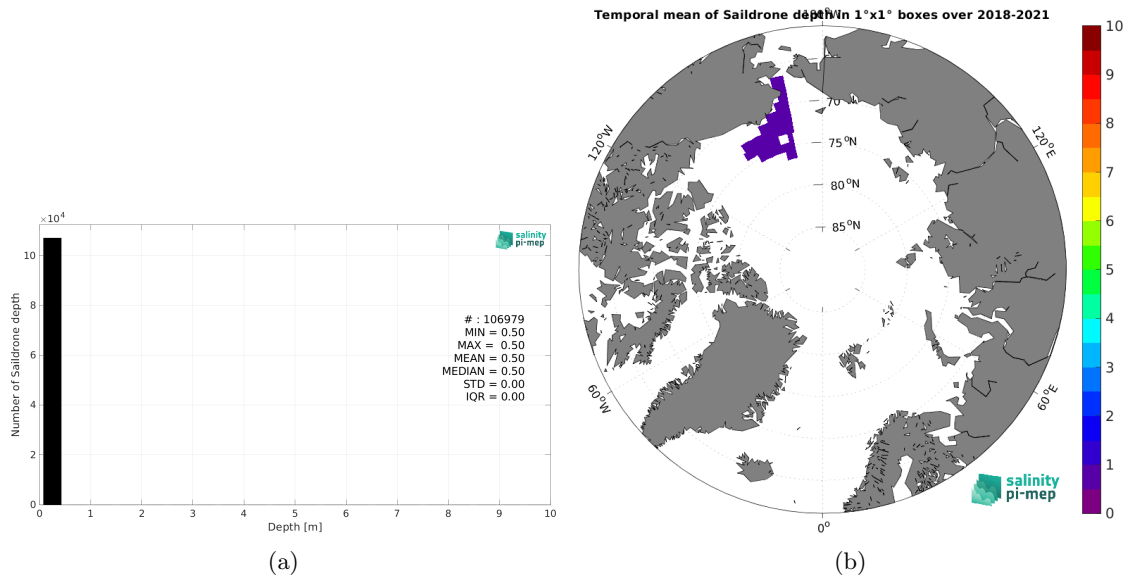 ×10⁴
10
8
6
4
2
0
Number of Saildrone depth
salinity
pi-mep
# : 106979
MIN = 0.50
MAX = 0.50
MEAN = 0.50
MEDIAN = 0.50
STD = 0.00
IQR = 0.00
0 1 2 3 4 5 6 7 8 9 10
Depth [m]
(a)
Temporal mean of Saildrone depth in 1°x1° boxes over 2018-2021
180°W
120°W
120°E
70°N
75°N
80°N
85°N
60°W
60°E
0°
salinity
pi-mep
10
9
8
7
6
5
4
3
2
1
0
(b)